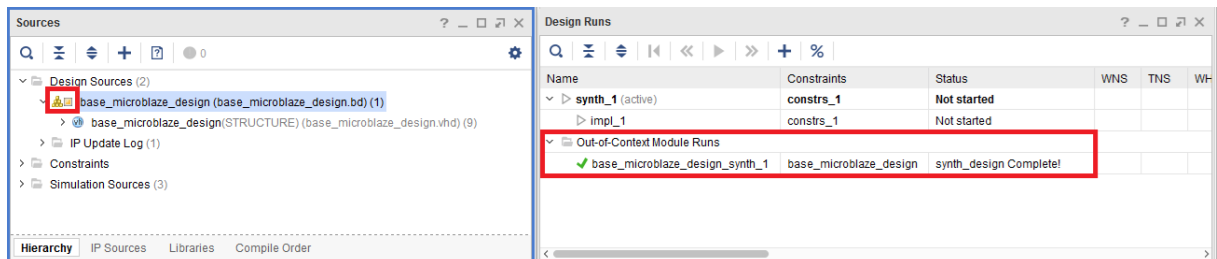 Sources
? _ □ X
0
Design Sources (2)
base_microblaze_design (base_microblaze_design.bd) (1)
base_microblaze_design(STRUCTURE) (base_microblaze_design.vhd) (9)
IP Update Log (1)
Constraints
Simulation Sources (3)
Hierarchy IP Sources Libraries Compile Order
Design Runs
? _ □ X
%
Name Constraints Status WNS TNS WH
synth_1 (active) constrs_1 Not started
impl_1 constrs_1 Not started
Out-of-Context Module Runs
base_microblaze_design_synth_1 base_microblaze_design synth_design Complete!